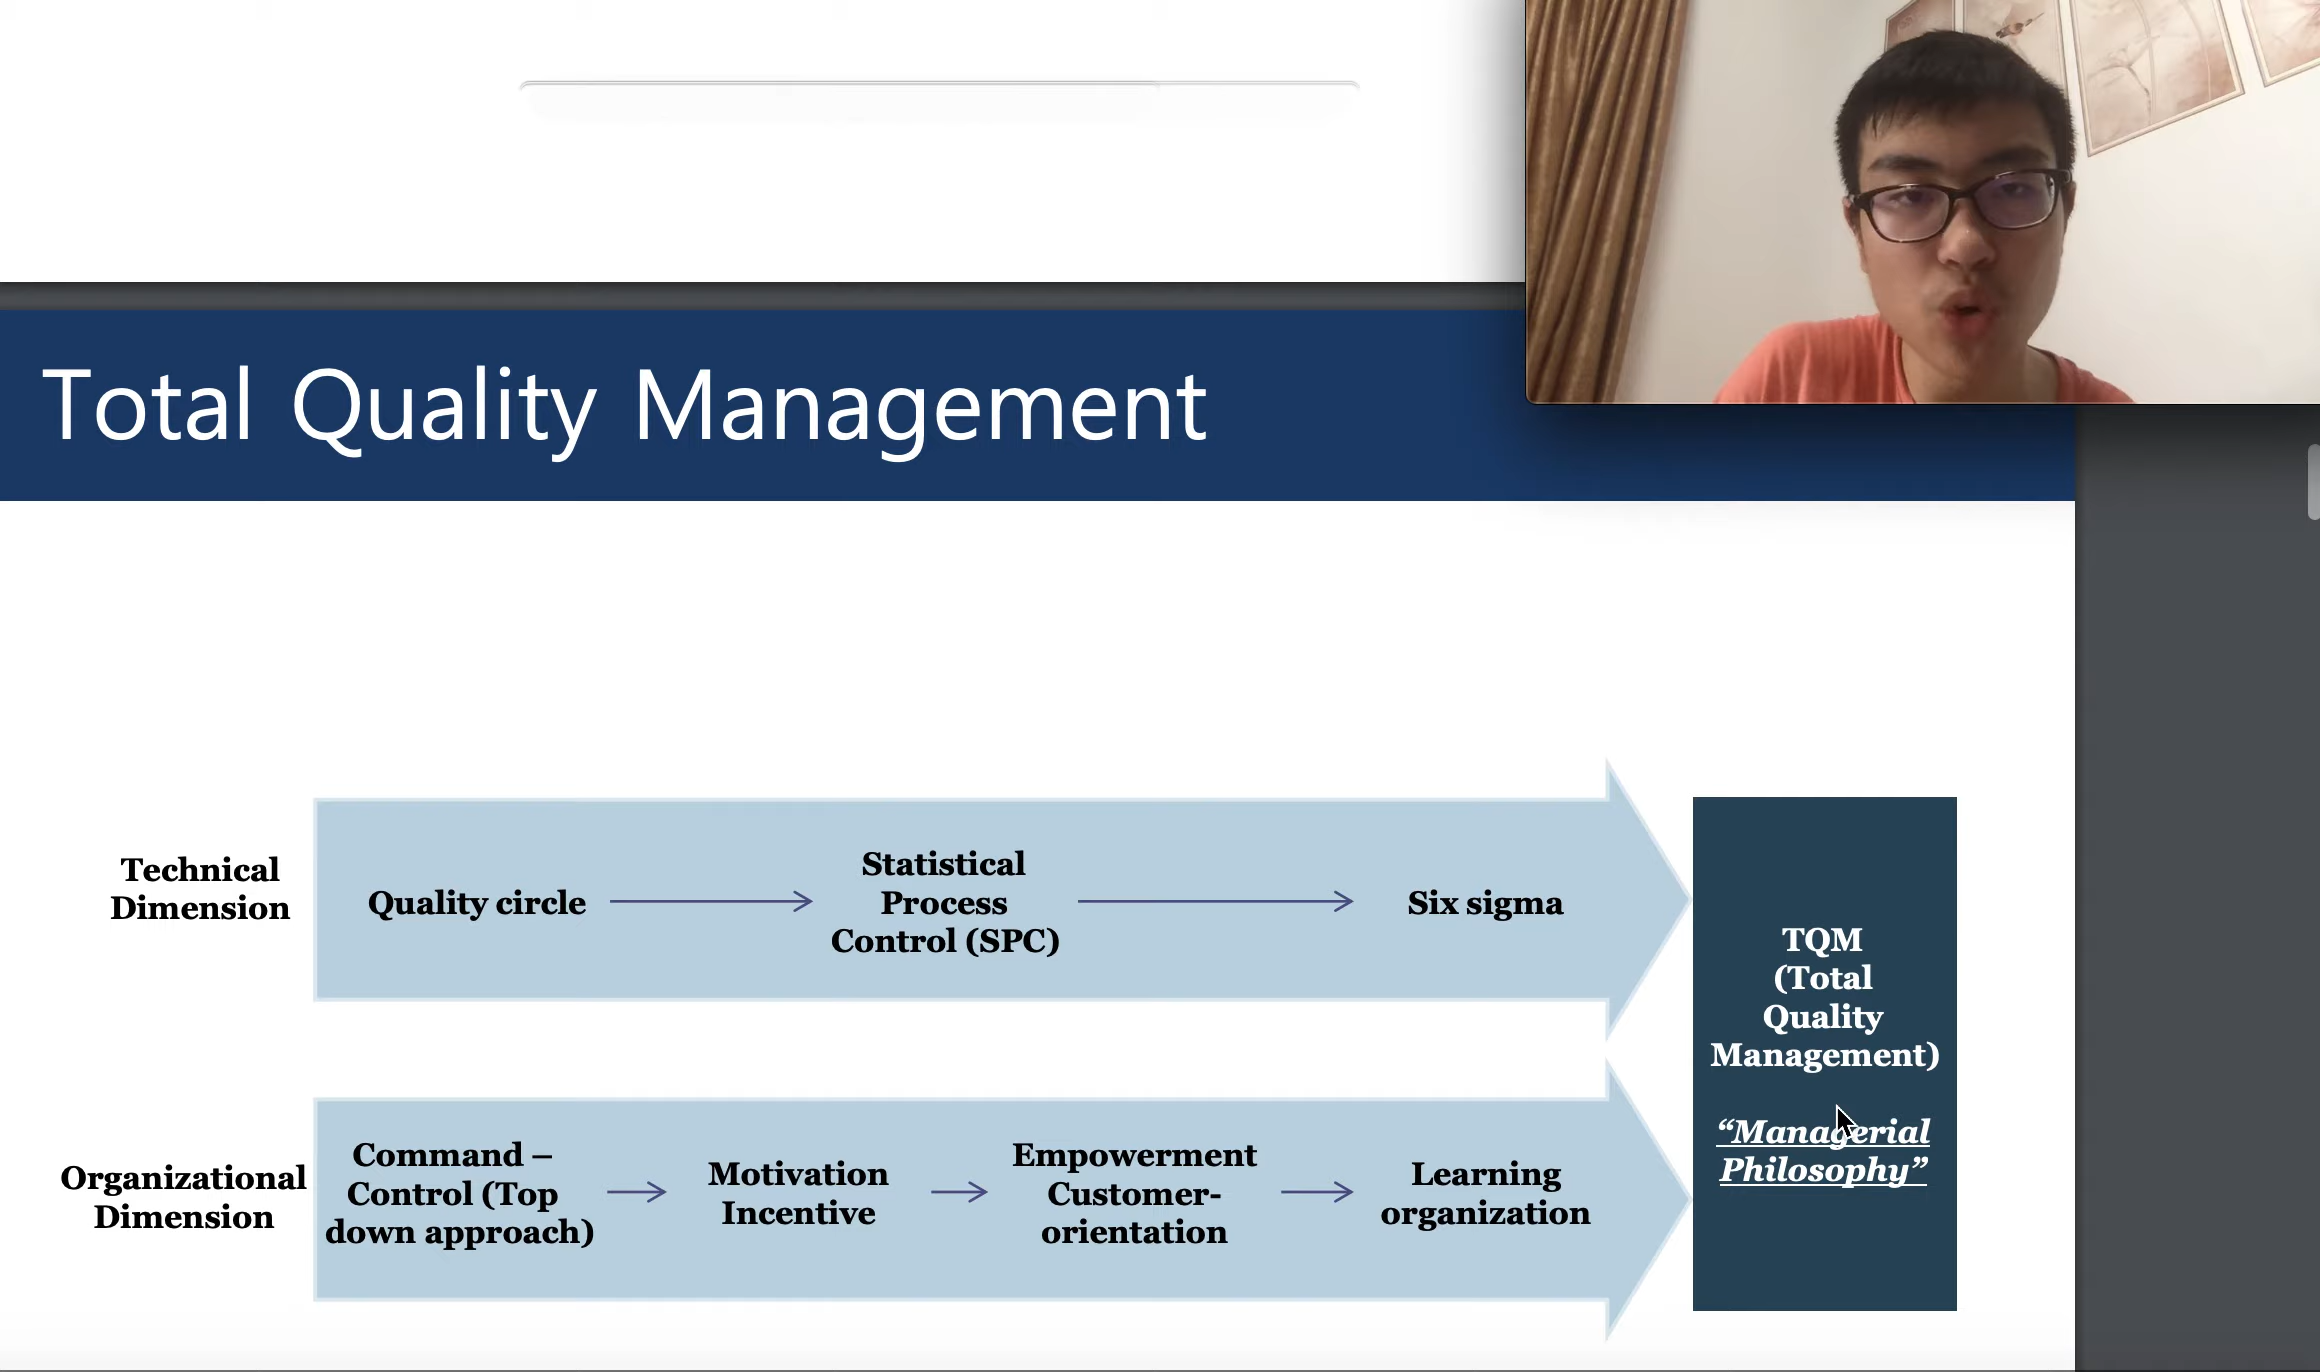 Total Quality Management
Technical
Dimension
Quality circle
Statistical
Process
Control (SPC)
Six sigma
Organizational
Dimension
Command –
Control (Top
down approach)
Motivation
Incentive
Empowerment
Customer-
orientation
Learning
organization
TQM
(Total
Quality
Management)
“Managerial
Philosophy”